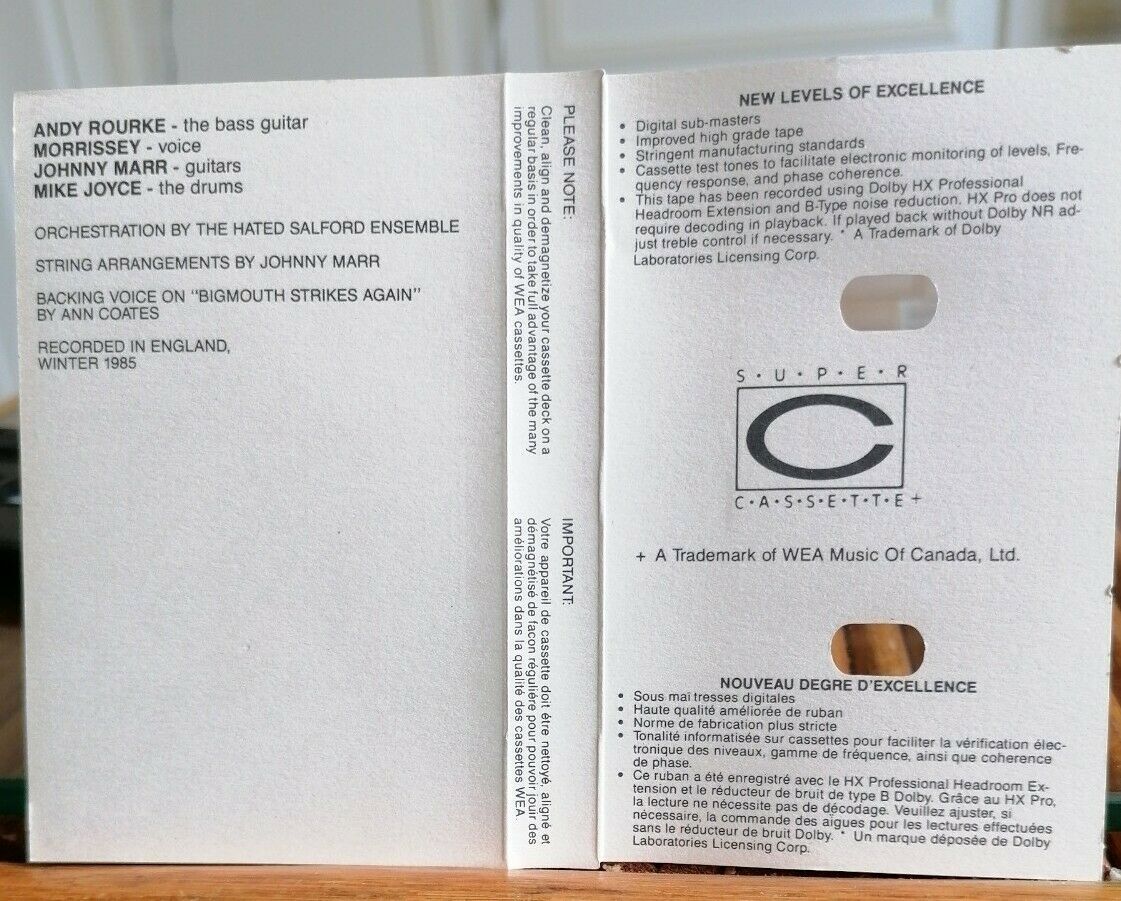 ANDY ROURKE - the bass guitar
MORRISSEY - voice
JOHNNY MARR - guitars
MIKE JOYCE - the drums
ORCHESTRATION BY THE HATED SALFORD ENSEMBLE
STRING ARRANGEMENTS BY JOHNNY MARR
BACKING VOICE ON "BIGMOUTH STRIKES AGAIN"
BY ANN COATES
RECORDED IN ENGLAND,
WINTER 1985
PLEASE NOTE:
Clean, align and demagnetize your cassette deck on a
regular basis in order to take full advantage of the many
improvements in quality of WEA cassettes.
IMPORTANT:
Votre appareil de cassette doit être nettoyé, aligné et
démagnetisé de facon régulière pour pouvoir jouir des
améliorations dans la qualité des cassettes WEA
NEW LEVELS OF EXCELLENCE
• Digital sub-masters
• Improved high grade tape
• Stringent manufacturing standards
• Cassette test tones to facilitate electronic monitoring of levels, Fre-
quency response, and phase coherence.
• This tape has been recorded using Dolby HX Professional
Headroom Extension and B-Type noise reduction. HX Pro does not
require decoding in playback. If played back without Dolby NR ad-
just treble control if necessary. * A Trademark of Dolby
Laboratories Licensing Corp.
S•U•P•E•R
C
C•A•S•S•E•T•T•E+
+ A Trademark of WEA Music Of Canada, Ltd.
NOUVEAU DEGRE D'EXCELLENCE
• Sous maî tresses digitales
• Haute qualité améliorée de ruban
• Norme de fabrication plus stricte
• Tonalité informatisée sur cassettes pour faciliter la vérification élec-
tronique des niveaux, gamme de fréquence, ainsi que coherence
de phase.
• Ce ruban a été enregistré avec le HX Professional Headroom Ex-
tension et le réducteur de bruit de type B Dolby. Grâce au HX Pro,
la lecture ne nécessite pas de décodage. Veuillez ajuster, si
nécessaire, la commande des aïgues pour les lectures effectuées
sans le réducteur de bruit Dolby. * Un marque déposée de Dolby
Laboratories Licensing Corp.